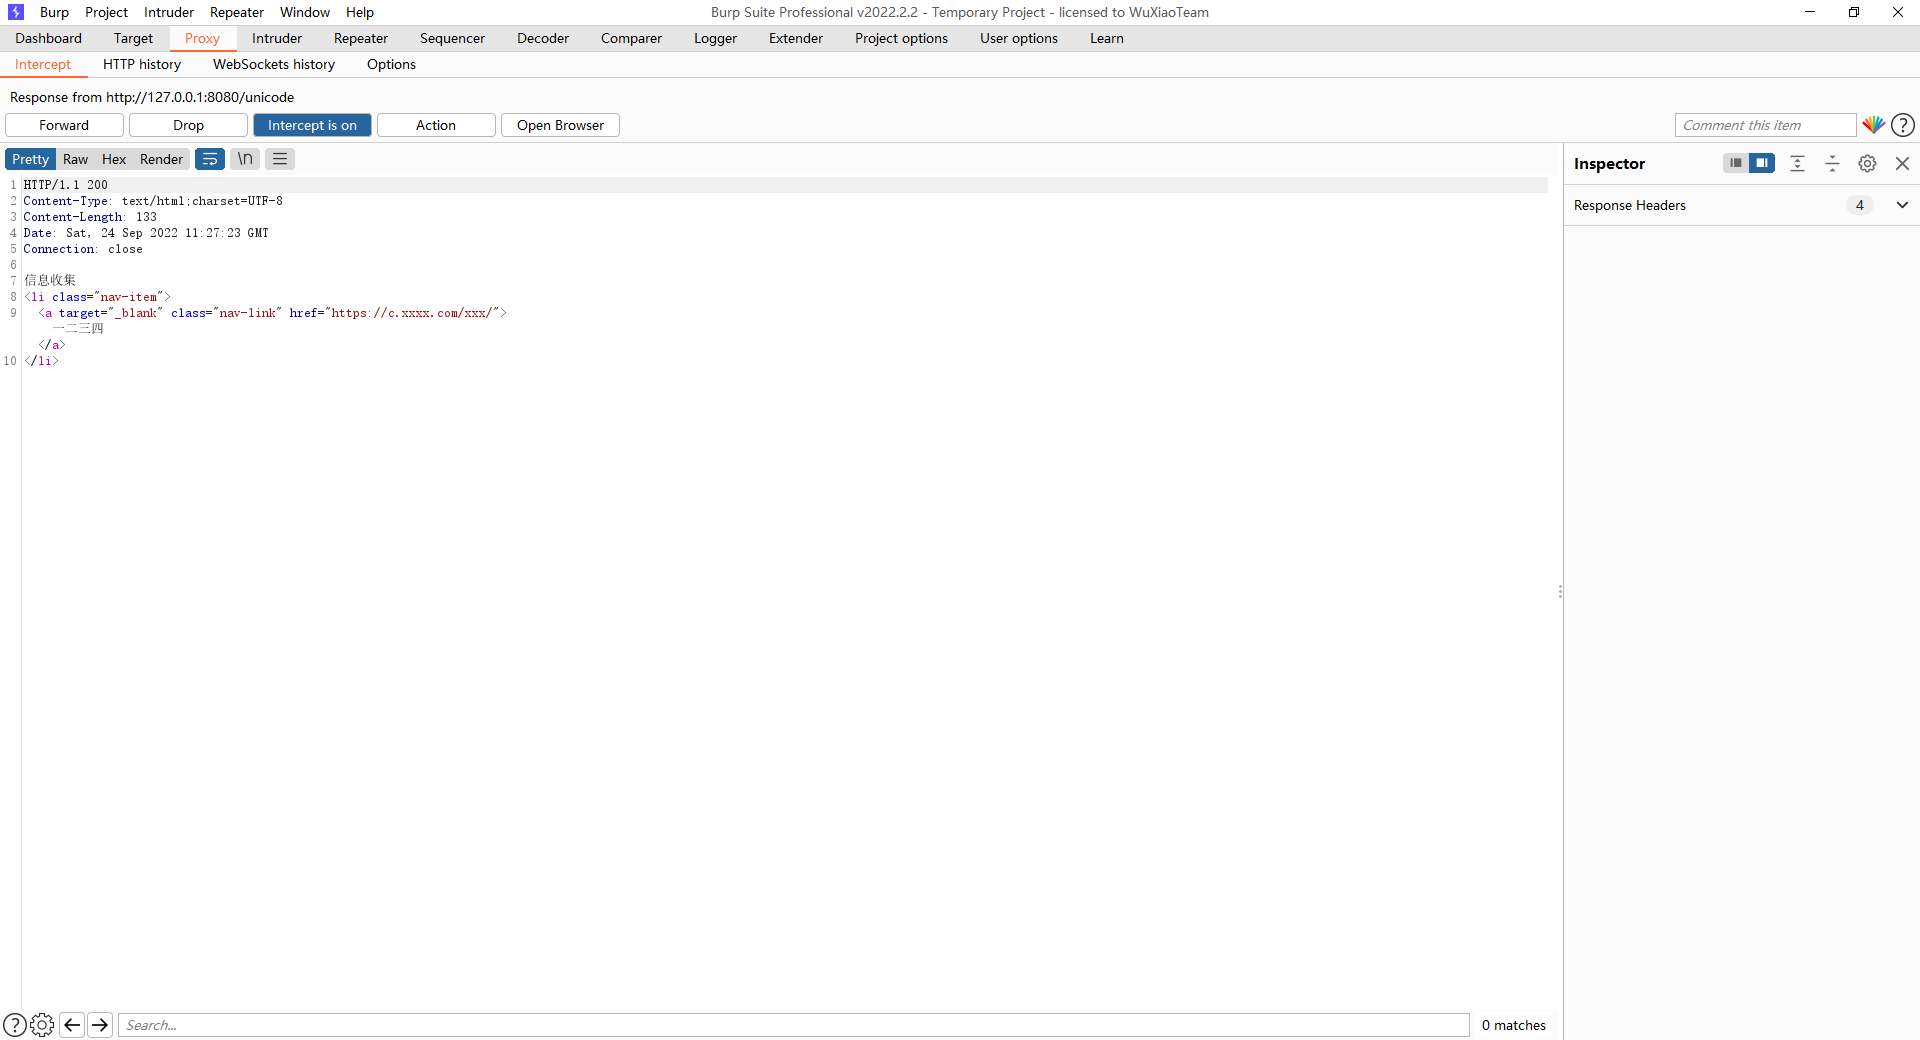 Burp Project Intruder Repeater Window Help Burp Suite Professional v2022.2.2 - Temporary Project - licensed to WuXiaoTeam
Dashboard Target Proxy Intruder Repeater Sequencer Decoder Comparer Logger Extender Project options User options Learn
Intercept HTTP history WebSockets history Options
Response from http://127.0.0.1:8080/unicode
Forward Drop Intercept is on Action Open Browser Comment this item
Pretty Raw Hex Render \n Inspector
1 HTTP/1.1 200
2 Content-Type: text/html;charset=UTF-8
3 Content-Length: 133
4 Date: Sat, 24 Sep 2022 11:27:23 GMT
5 Connection: close
6
7 信息收集
8 <li class="nav-item">
9 <a target="_blank" class="nav-link" href="https://c.xxxx.com/xxx/">
一二三四
</a>
10 </li>
Response Headers 4
Search... 0 matches